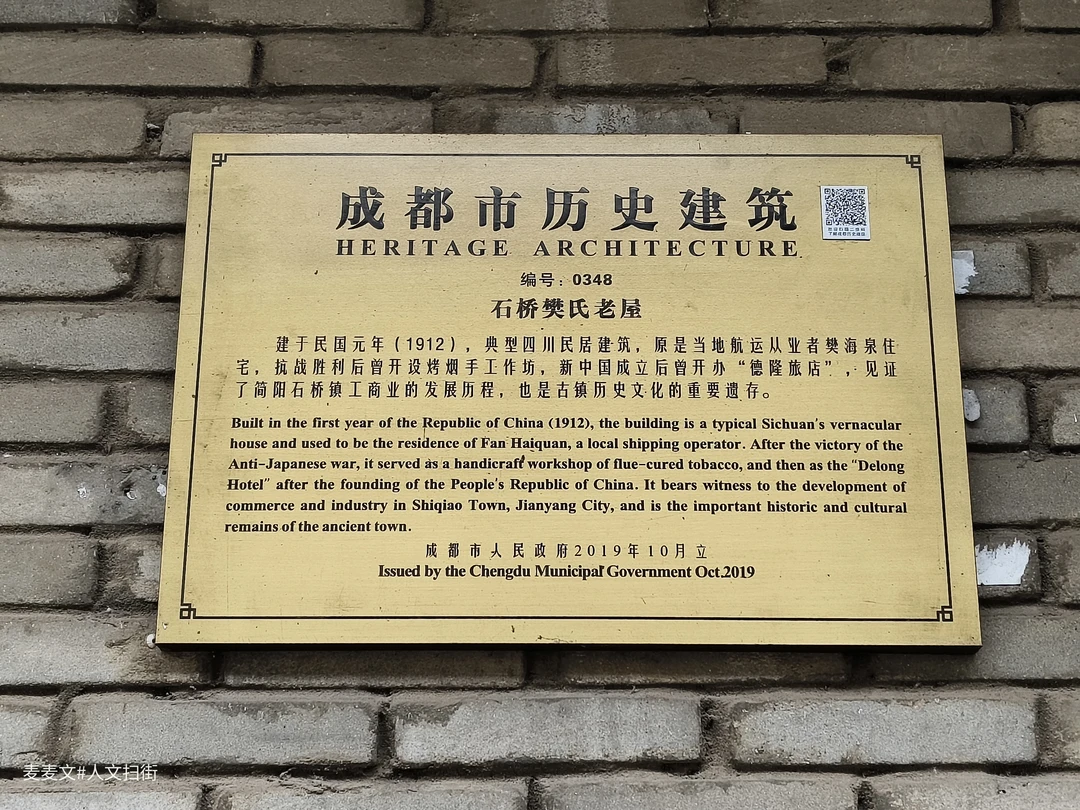 成都市历史建筑
HERITAGE ARCHITECTURE
编号：0348
石桥樊氏老屋
建于民国元年（1912），典型四川民居建筑，原是当地航运从业者樊海泉住
宅，抗战胜利后曾开设烤烟手工作坊，新中国成立后曾开办“德隆旅店”，见证
了简阳石桥镇工商业的发展历程，也是古镇历史文化的重要遗存。
Built in the first year of the Republic of China (1912), the building is a typical Sichuan's vernacular
house and used to be the residence of Fan Haiquan, a local shipping operator. After the victory of the
Anti-Japanese war, it served as a handicraft workshop of flue-cured tobacco, and then as the "Delong
Hotel" after the founding of the People's Republic of China. It bears witness to the development of
commerce and industry in Shiqiao Town, Jianyang City, and is the important historic and cultural
remains of the ancient town.
成都市人民政府2019年10月立
Issued by the Chengdu Municipal Government Oct.2019
麦麦文#人文扫街